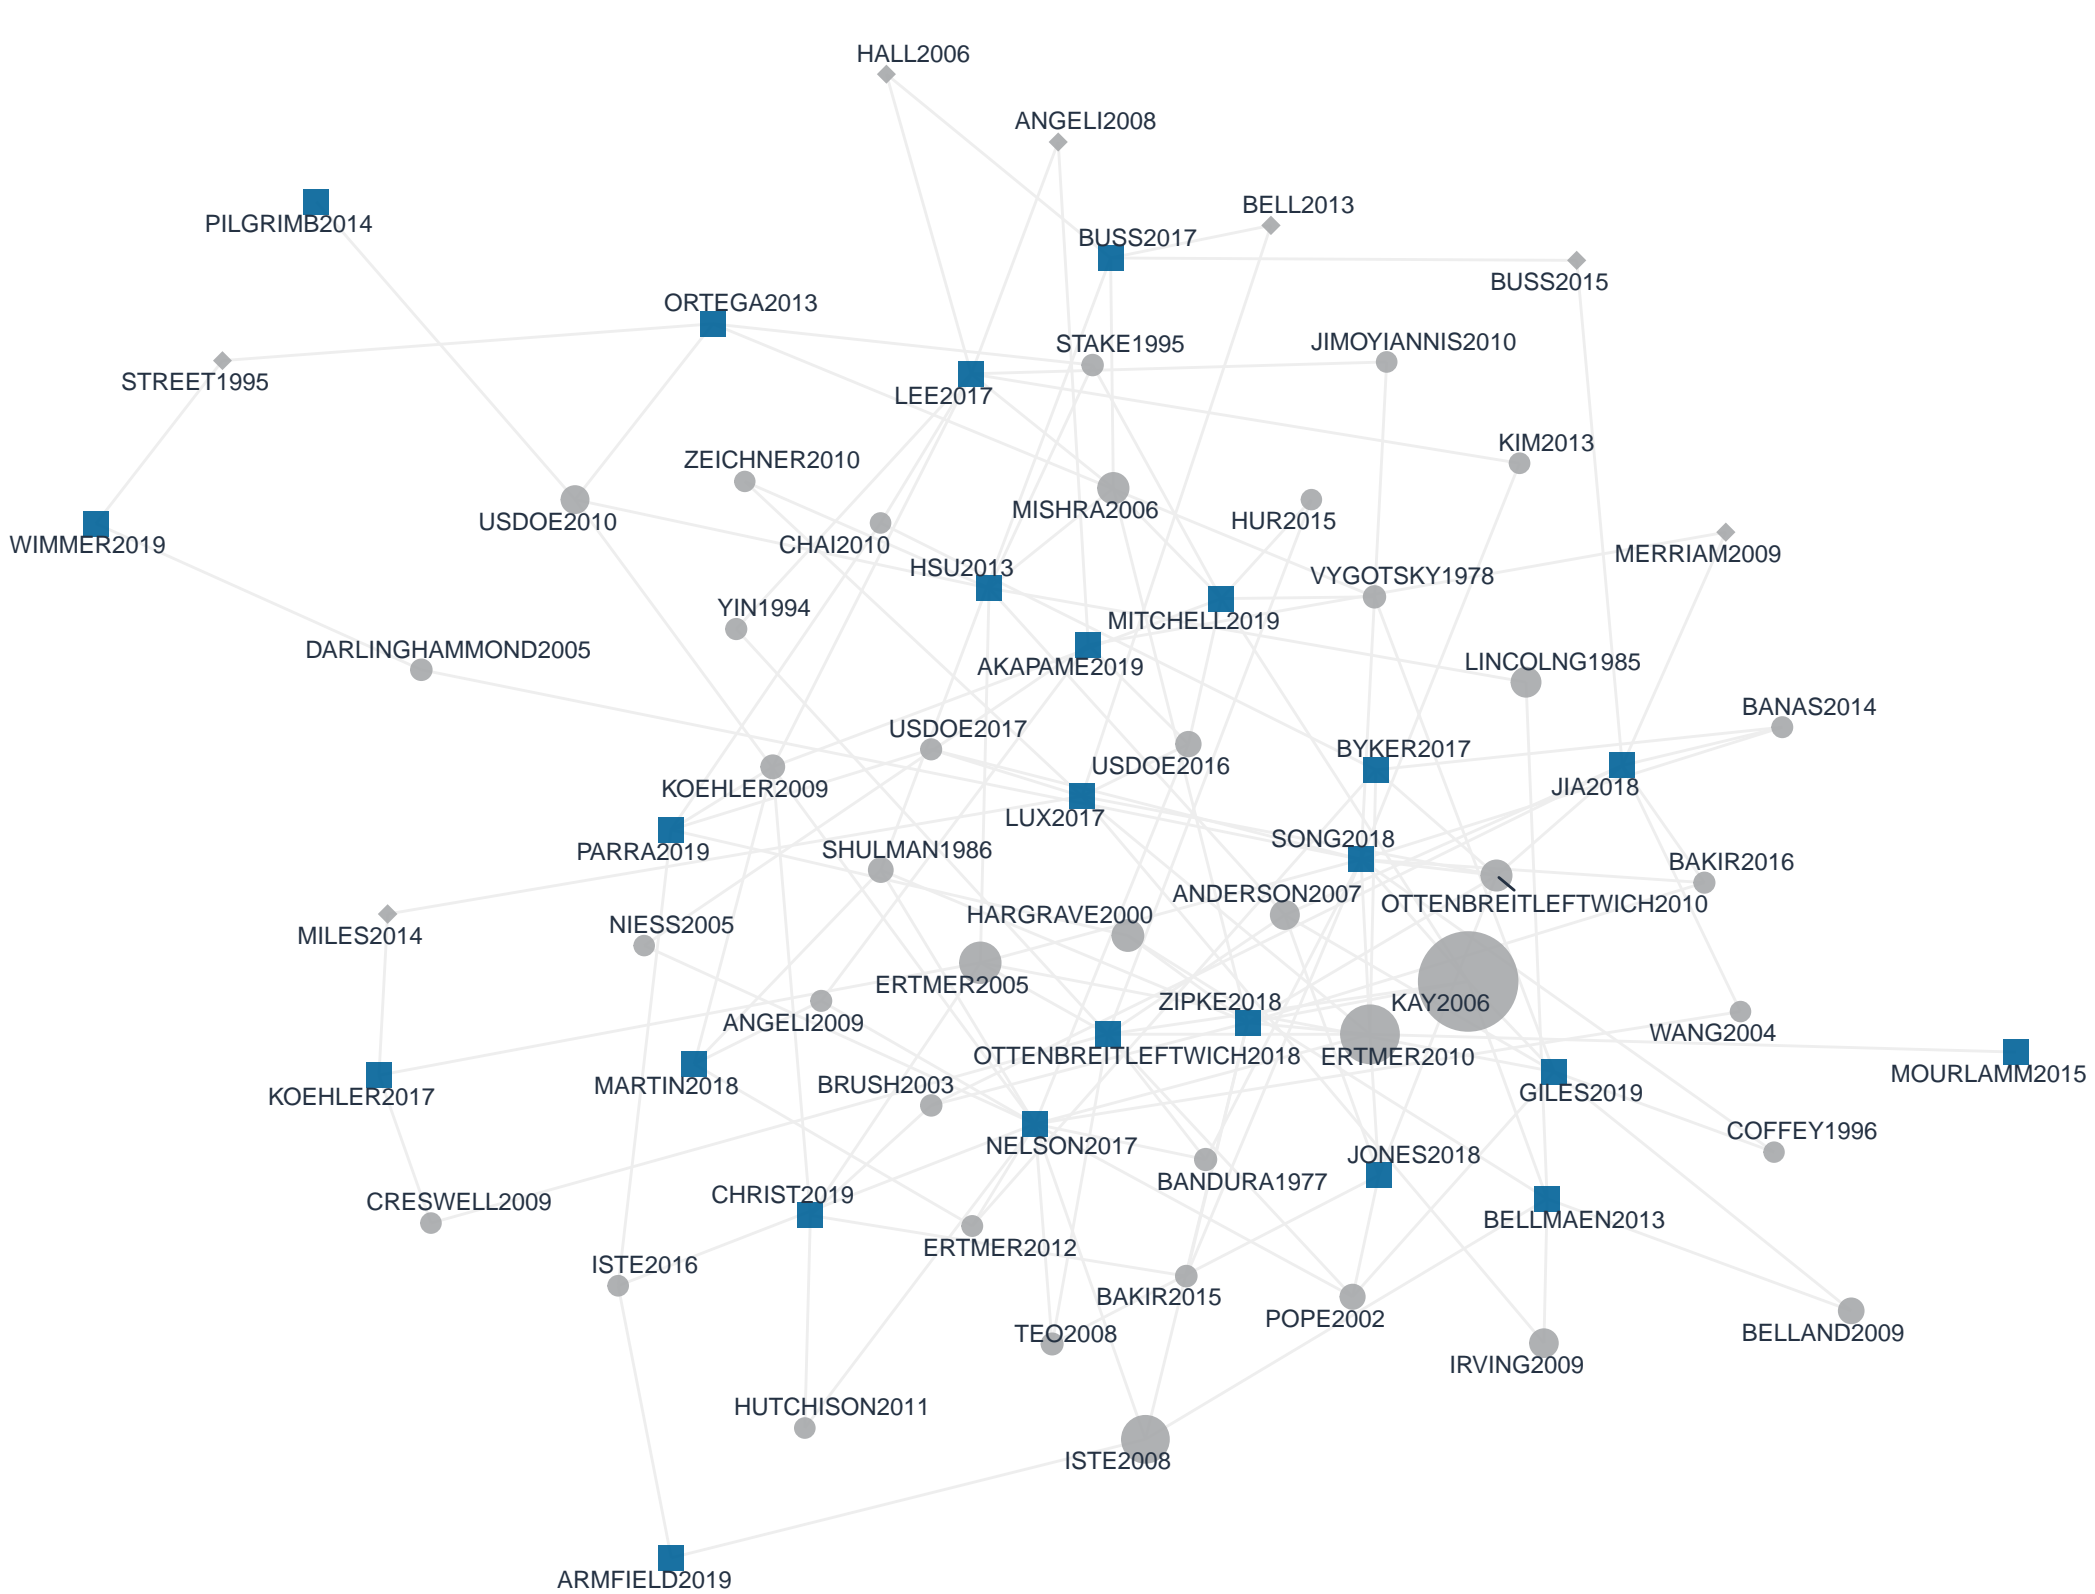 HALL2006
ANGELI2008
BELL2013
PILGRIMB2014
BUSS2017
BUSS2015
ORTEGA2013
STAKE1995
JIMOYIANNIS2010
STREET1995
LEE2017
KIM2013
ZEICHNER2010
MISHRA2006
USDOE2010
HUR2015
CHAI2010
WIMMER2019
MERRIAM2009
HSU2013
VYGOTSKY1978
YIN1994
MITCHELL2019
DARLINGHAMMOND2005
AKAPAME2019
LINCOLNG1985
BANAS2014
USDOE2017
BYKER2017
USDOE2016
KOEHLER2009
JIA2018
LUX2017
SONG2018
PARRA2019
SHULMAN1986
BAKIR2016
ANDERSON2007
OTTENBREITLEFTWICH2010
HARGRAVE2000
NIESS2005
MILES2014
ERTMER2005
ZIPKE2018
KAY2006
ANGELI2009
WANG2004
OTTENBREITLEFTWICH2018
ERTMER2010
MOURLAMM2015
BRUSH2003
MARTIN2018
GILES2019
KOEHLER2017
COFFEY1996
NELSON2017
JONES2018
BANDURA1977
CHRIST2019
CRESWELL2009
BELLMAEN2013
ERTMER2012
ISTE2016
BAKIR2015
POPE2002
TEO2008
BELLAND2009
IRVING2009
HUTCHISON2011
ISTE2008
ARMFIELD2019